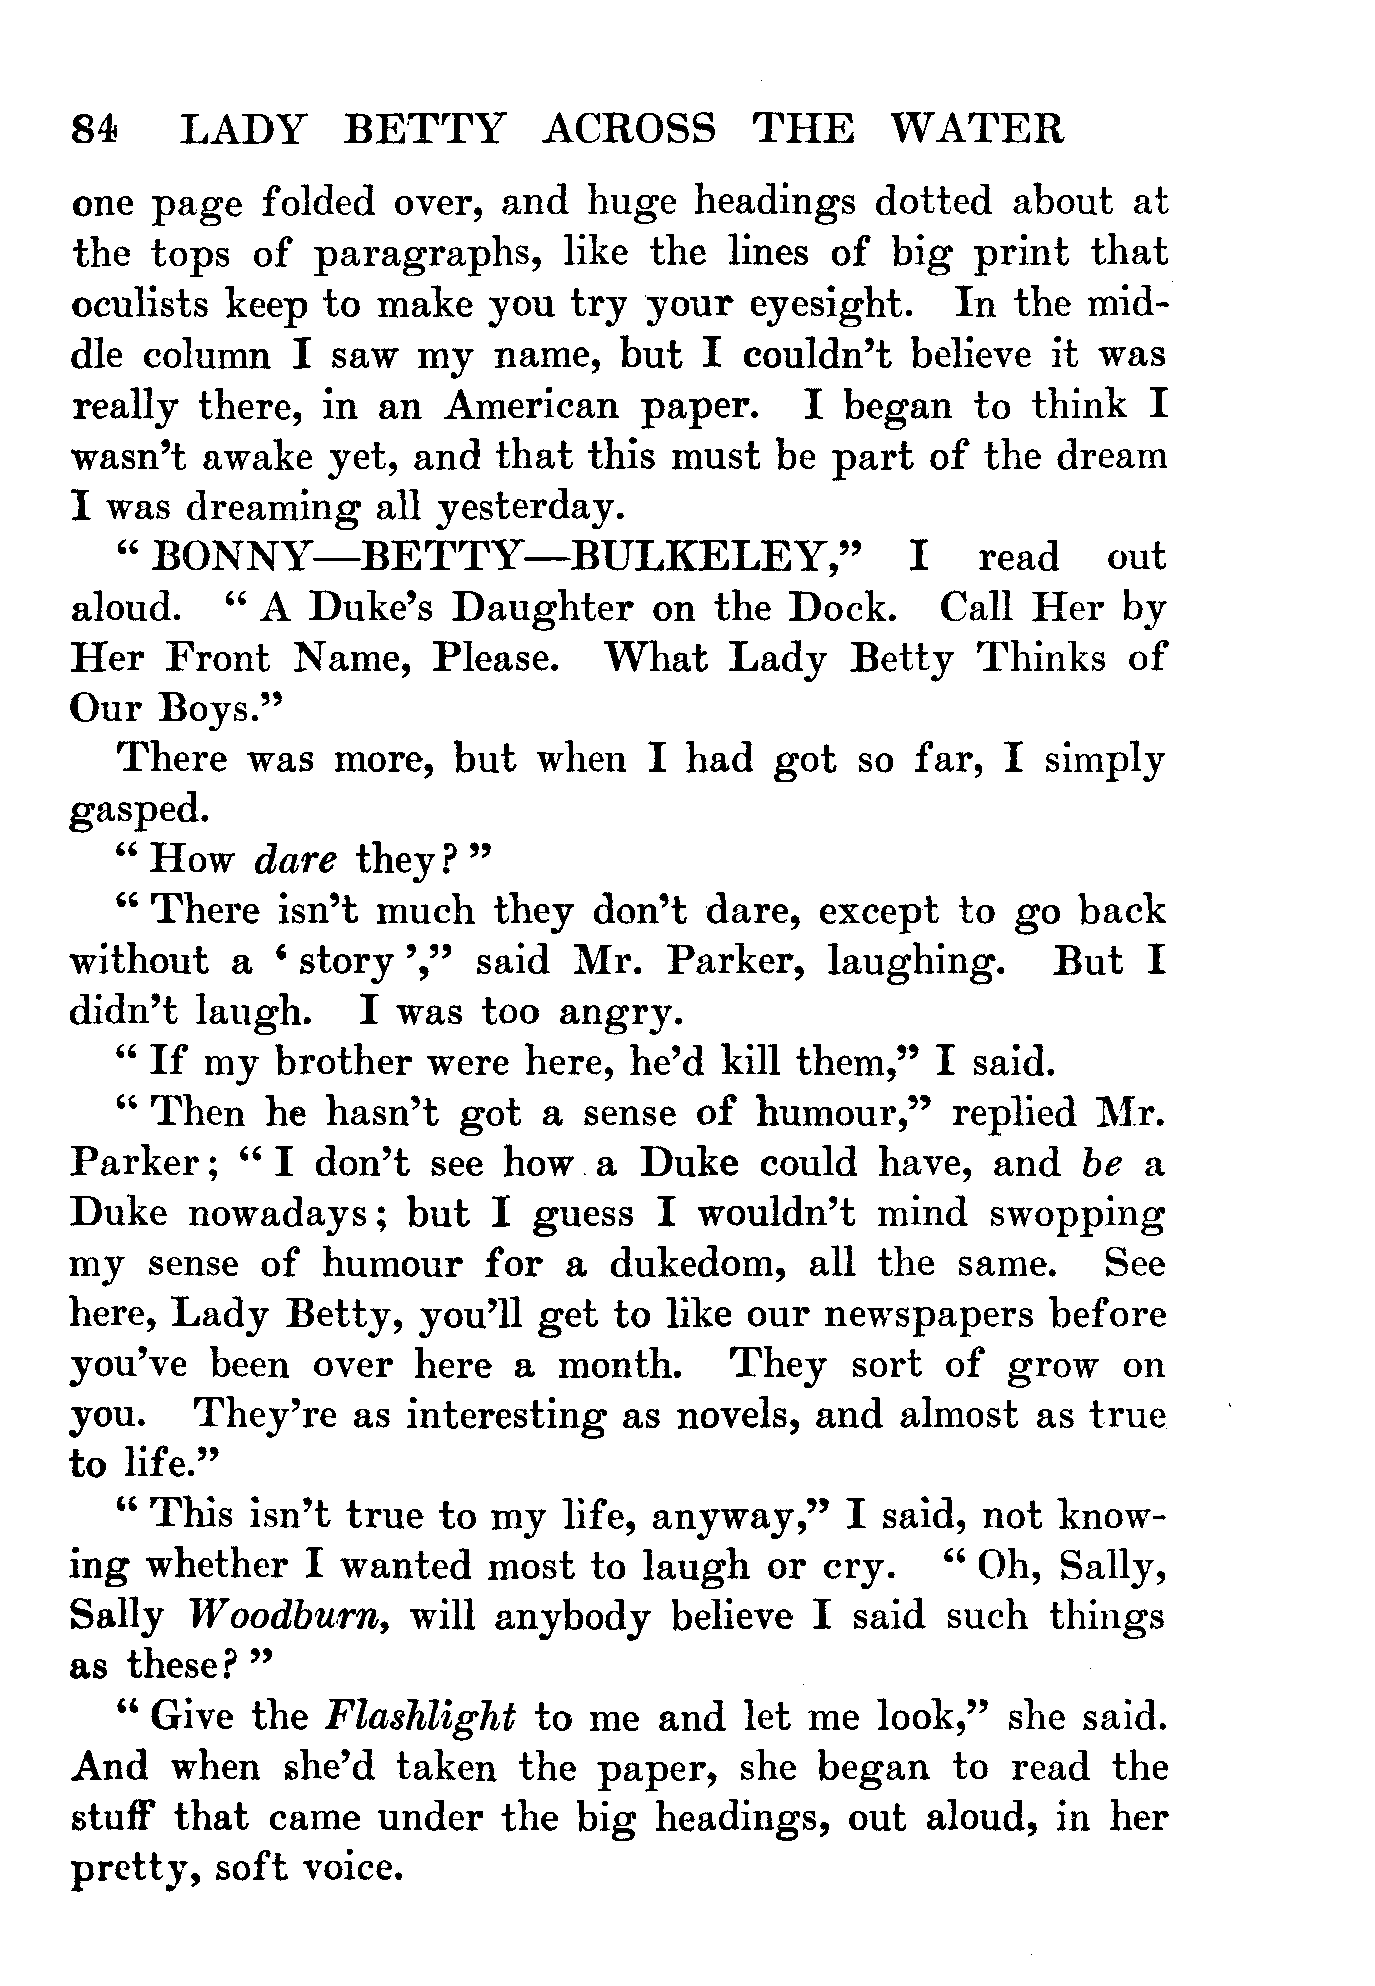 84 LADY BETTY ACROSS THE WATER
one page folded over, and huge headings dotted about at
the tops of paragraphs, like the lines of big print that
oculists keep to make you try your eyesight. In the mid-
dle column I saw my name, but I couldn't believe it was
really there, in an American paper. I began to think I
wasn't awake yet, and that this must be part of the dream
I was dreaming all yesterday.
“ BONNY—BETTY—BULKELEY,” I read out
aloud. “ A Duke's Daughter on the Dock. Call Her by
Her Front Name, Please. What Lady Betty Thinks of
Our Boys.”
There was more, but when I had got so far, I simply
gasped.
“ How dare they? ”
“ There isn't much they don't dare, except to go back
without a ‘ story ’,” said Mr. Parker, laughing. But I
didn't laugh. I was too angry.
“ If my brother were here, he'd kill them,” I said.
“ Then he hasn't got a sense of humour,” replied Mr.
Parker ; “ I don't see how a Duke could have, and be a
Duke nowadays ; but I guess I wouldn't mind swopping
my sense of humour for a dukedom, all the same. See
here, Lady Betty, you'll get to like our newspapers before
you've been over here a month. They sort of grow on
you. They're as interesting as novels, and almost as true
to life.”
“ This isn't true to my life, anyway,” I said, not know-
ing whether I wanted most to laugh or cry. “ Oh, Sally,
Sally Woodburn, will anybody believe I said such things
as these? ”
“ Give the Flashlight to me and let me look,” she said.
And when she'd taken the paper, she began to read the
stuff that came under the big headings, out aloud, in her
pretty, soft voice.